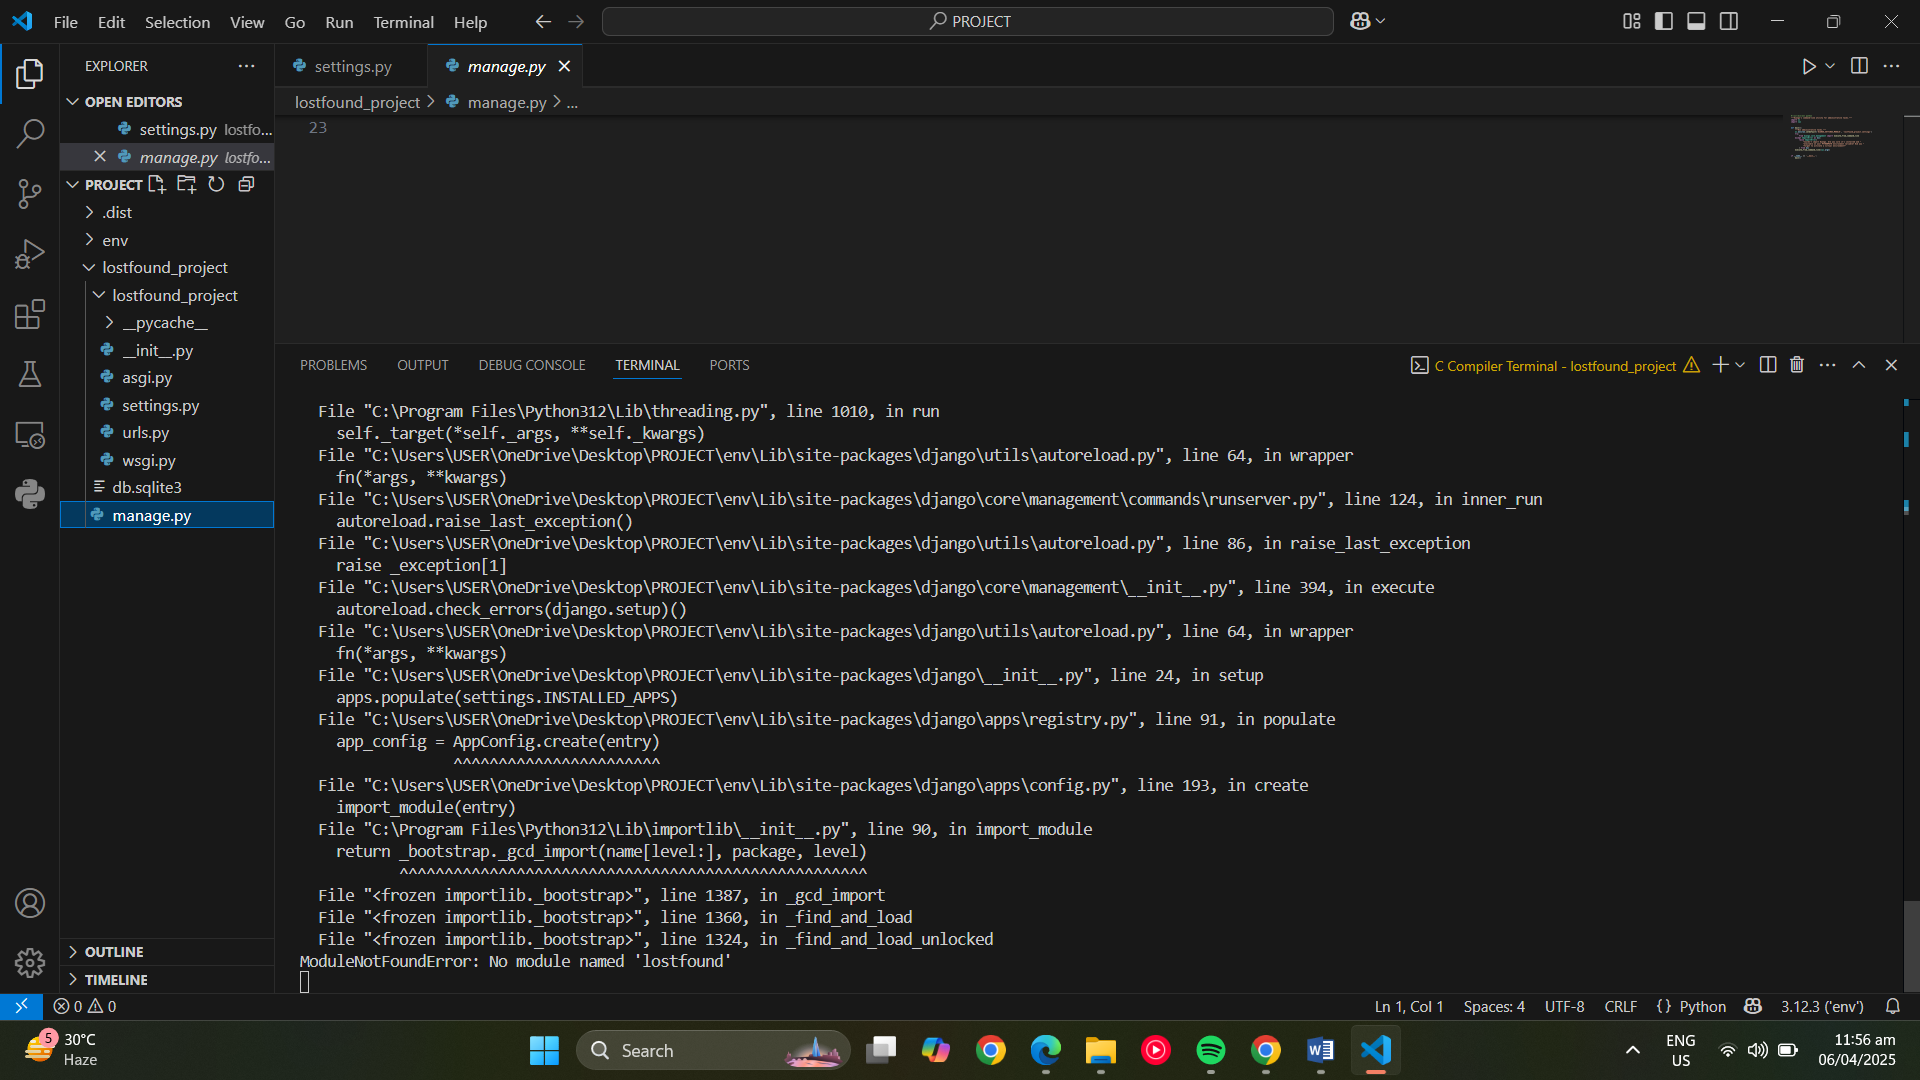 File Edit Selection View Go Run Terminal Help
PROJECT
EXPLORER
OPEN EDITORS
settings.py lostfo...
manage.py lostfo...
PROJECT
.dist
env
lostfound_project
lostfound_project
__pycache__
__init__.py
asgi.py
settings.py
urls.py
wsgi.py
db.sqlite3
manage.py
OUTLINE
TIMELINE
settings.py
manage.py
lostfound_project > manage.py > ...
23
PROBLEMS OUTPUT DEBUG CONSOLE TERMINAL PORTS
C Compiler Terminal - lostfound_project
File "C:\Program Files\Python312\Lib\threading.py", line 1010, in run
self._target(*self._args, **self._kwargs)
File "C:\Users\USER\OneDrive\Desktop\PROJECT\env\Lib\site-packages\django\utils\autoreload.py", line 64, in wrapper
fn(*args, **kwargs)
File "C:\Users\USER\OneDrive\Desktop\PROJECT\env\Lib\site-packages\django\core\management\commands\runserver.py", line 124, in inner_run
autoreload.raise_last_exception()
File "C:\Users\USER\OneDrive\Desktop\PROJECT\env\Lib\site-packages\django\utils\autoreload.py", line 86, in raise_last_exception
raise _exception[1]
File "C:\Users\USER\OneDrive\Desktop\PROJECT\env\Lib\site-packages\django\core\management\__init__.py", line 394, in execute
autoreload.check_errors(django.setup)()
File "C:\Users\USER\OneDrive\Desktop\PROJECT\env\Lib\site-packages\django\utils\autoreload.py", line 64, in wrapper
fn(*args, **kwargs)
File "C:\Users\USER\OneDrive\Desktop\PROJECT\env\Lib\site-packages\django\__init__.py", line 24, in setup
apps.populate(settings.INSTALLED_APPS)
File "C:\Users\USER\OneDrive\Desktop\PROJECT\env\Lib\site-packages\django\apps\registry.py", line 91, in populate
app_config = AppConfig.create(entry)
^^^^^^^^^^^^^^^^^^^^^^^
File "C:\Users\USER\OneDrive\Desktop\PROJECT\env\Lib\site-packages\django\apps\config.py", line 193, in create
import_module(entry)
File "C:\Program Files\Python312\Lib\importlib\__init__.py", line 90, in import_module
return _bootstrap._gcd_import(name[level:], package, level)
^^^^^^^^^^^^^^^^^^^^^^^^^^^^^^^^^^^^^^^^^^^^^^^^^^^^
File "<frozen importlib._bootstrap>", line 1387, in _gcd_import
File "<frozen importlib._bootstrap>", line 1360, in _find_and_load
File "<frozen importlib._bootstrap>", line 1324, in _find_and_load_unlocked
ModuleNotFoundError: No module named 'lostfound'
0 0
Ln 1, Col 1 Spaces: 4 UTF-8 CRLF {} Python 3.12.3 ('env')
5
30°C
Haze
Search
ENG
US
11:56 am
06/04/2025